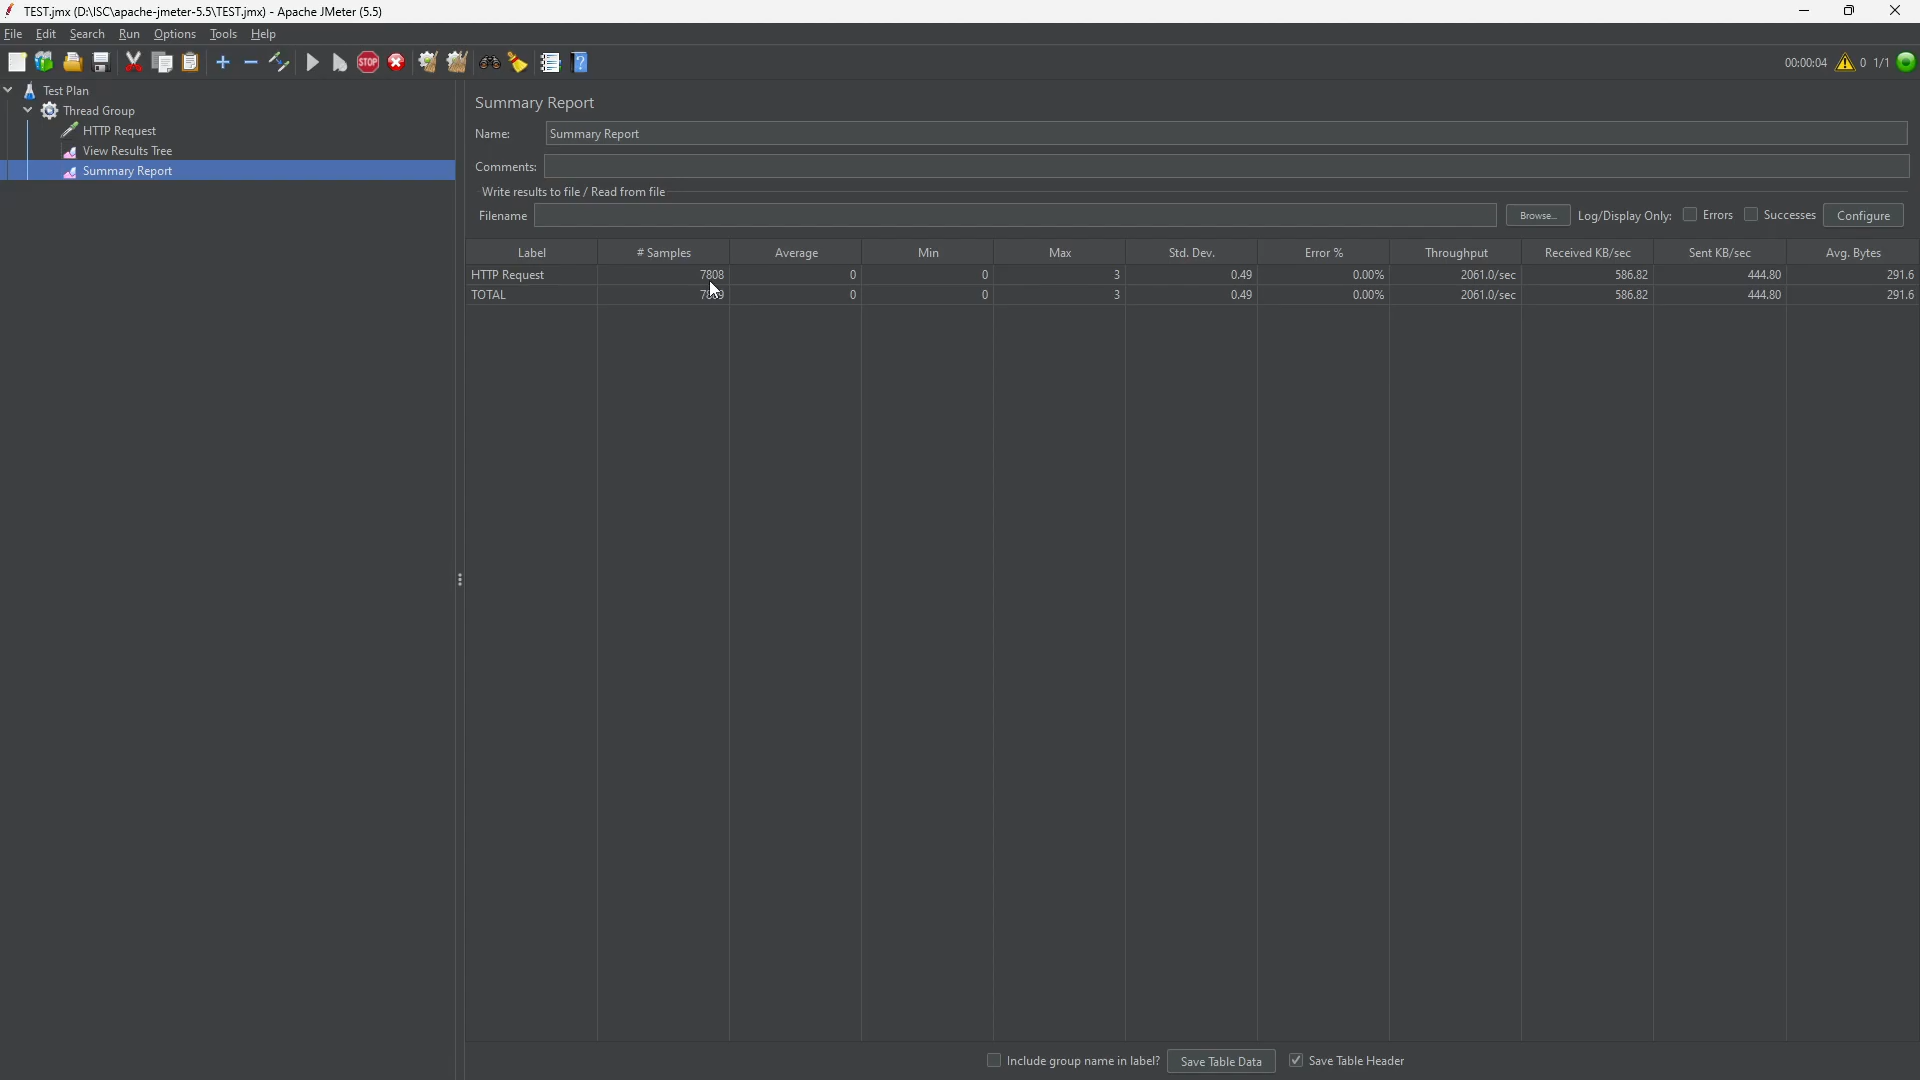 TEST.jmx (D:\ISC\apache-jmeter-5.5\TEST.jmx) - Apache JMeter (5.5)
File Edit Search Run Options Tools Help
STOP 00:00:04 0 1/1
Test Plan
Thread Group
HTTP Request
View Results Tree
Summary Report
Summary Report
Name: Summary Report
Comments:
Write results to file / Read from file
Filename Browse... Log/Display Only: Errors Successes Configure
Label # Samples Average Min Max Std. Dev. Error % Throughput Received KB/sec Sent KB/sec Avg. Bytes
HTTP Request 7808 0 0 3 0.49 0.00% 2061.0/sec 586.82 444.80 291.6
TOTAL 0 0 3 0.49 0.00% 2061.0/sec 586.82 444.80 291.6
Include group name in label? Save Table Data Save Table Header